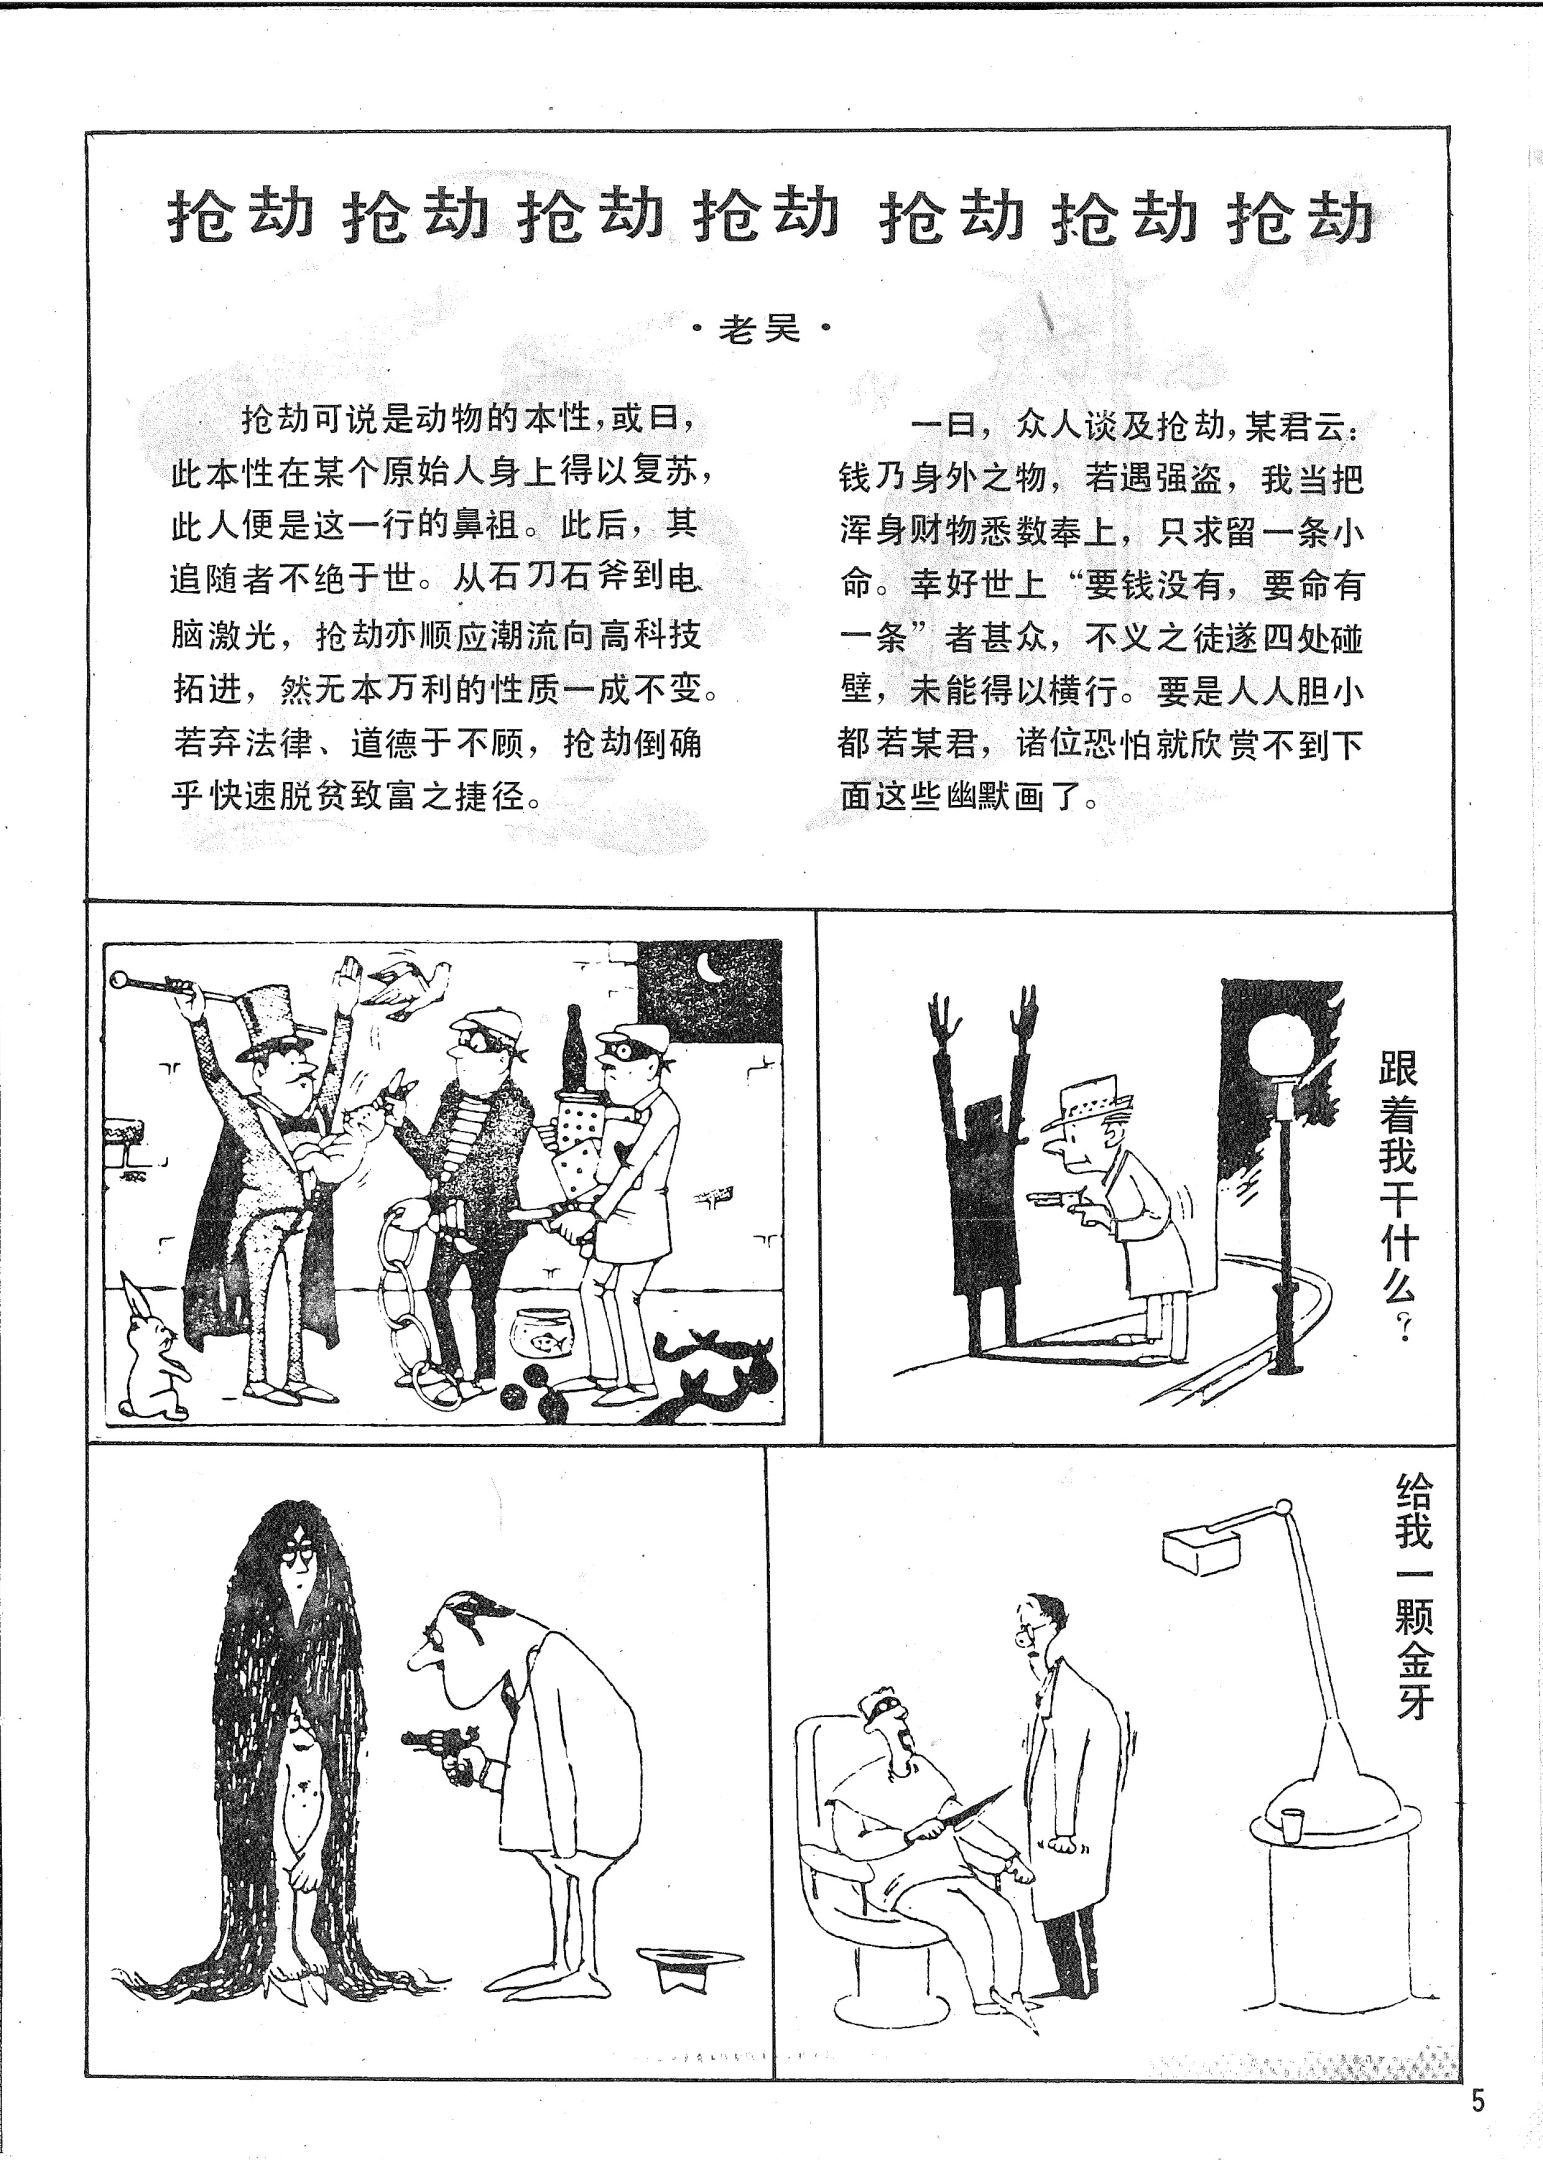 抢劫 抢劫 抢劫 抢劫 抢劫 抢劫 抢劫
·老吴·
抢劫可说是动物的本性，或曰，
此本性在某个原始人身上得以复苏，
此人便是这一行的鼻祖。此后，其
追随者不绝于世。从石刀石斧到电
脑激光，抢劫亦顺应潮流向高科技
拓进，然无本万利的性质一成不变。
若弃法律、道德于不顾，抢劫倒确
乎快速脱贫致富之捷径。
一日，众人谈及抢劫，某君云：
钱乃身外之物，若遇强盗，我当把
浑身财物悉数奉上，只求留一条小
命。幸好世上“要钱没有，要命有
一条”者甚众，不义之徒遂四处碰
壁，未能得以横行。要是人人胆小
都若某君，诸位恐怕就欣赏不到下
面这些幽默画了。
跟着我干什么？
给我一颗金牙
5